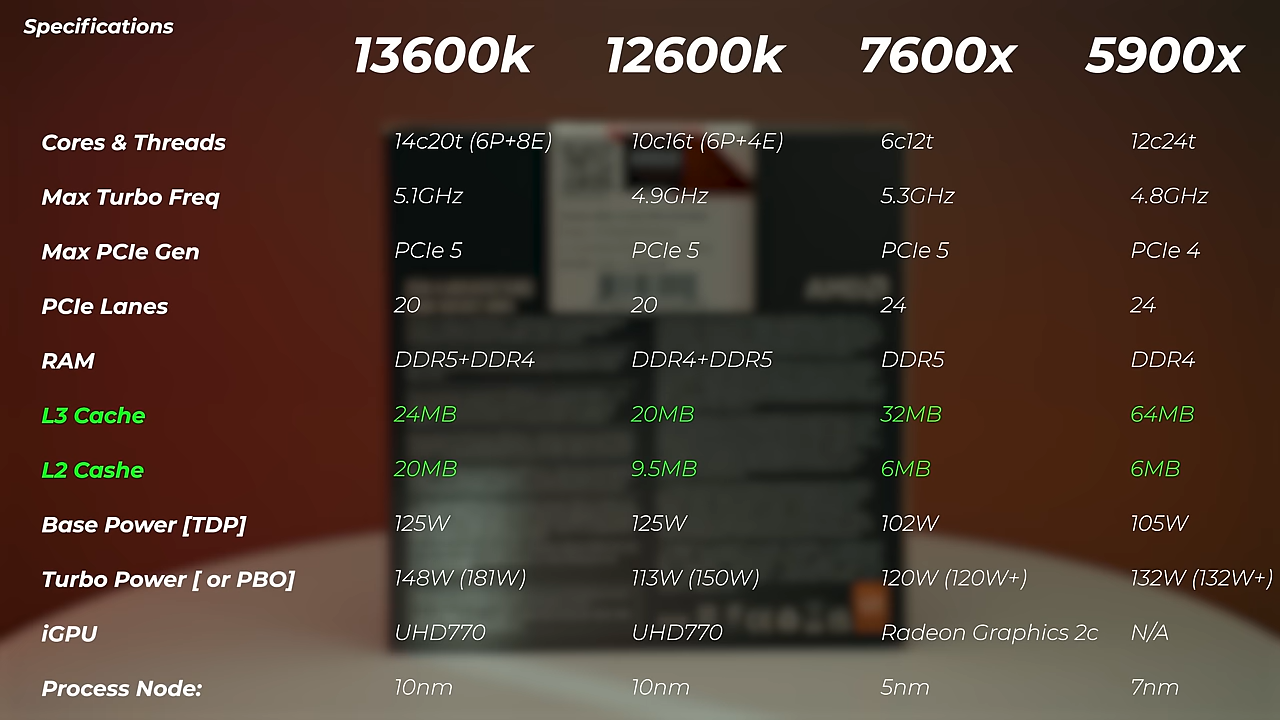 Specifications
13600k 12600k 7600x 5900x
Cores & Threads 14c20t (6P+8E) 10c16t (6P+4E) 6c12t 12c24t
Max Turbo Freq 5.1GHz 4.9GHz 5.3GHz 4.8GHz
Max PCIe Gen PCIe 5 PCIe 5 PCIe 5 PCIe 4
PCIe Lanes 20 20 24 24
RAM DDR5+DDR4 DDR4+DDR5 DDR5 DDR4
L3 Cache 24MB 20MB 32MB 64MB
L2 Cashe 20MB 9.5MB 6MB 6MB
Base Power [TDP] 125W 125W 102W 105W
Turbo Power [ or PBO] 148W (181W) 113W (150W) 120W (120W+) 132W (132W+)
iGPU UHD770 UHD770 Radeon Graphics 2c N/A
Process Node: 10nm 10nm 5nm 7nm
AMD